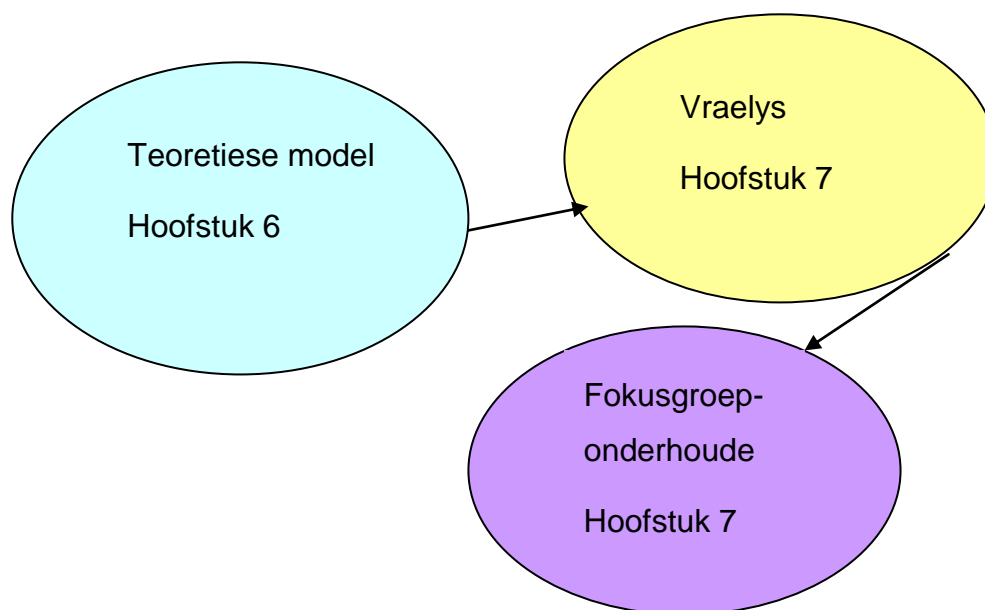 Teoretiese model
Hoofstuk 6
Vraelys
Hoofstuk 7
Fokusgroep-
onderhoude
Hoofstuk 7